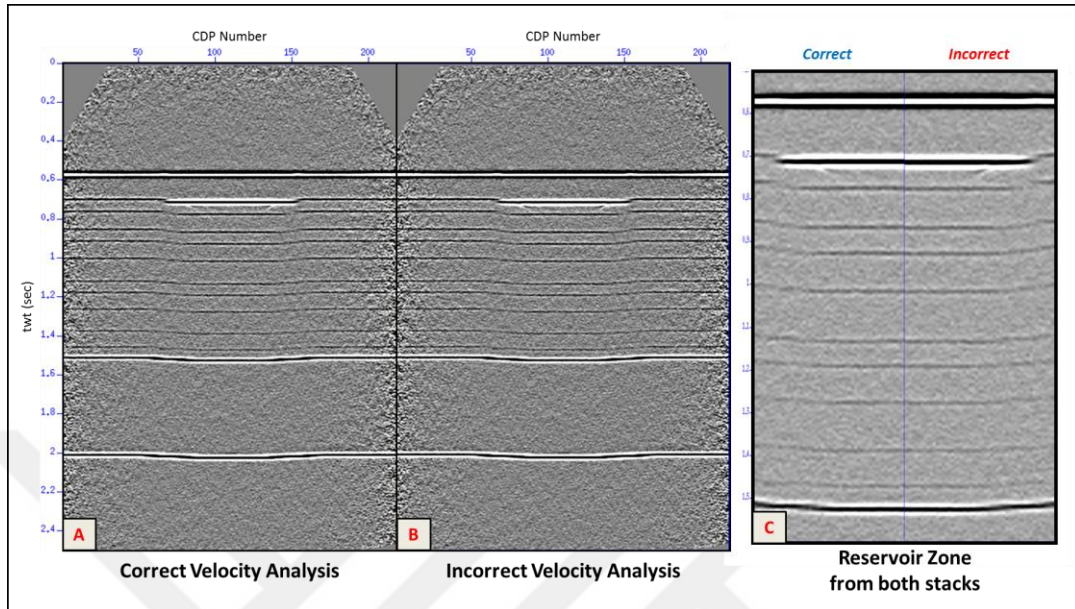 CDP Number
CDP Number
50 100 150 200
50 100 150 200
Correct Incorrect
0
0.2
0.4
0.6
0.8
1
1.2
1.4
1.6
1.8
2
2.2
2.4
twt (sec)
A
B
C
Correct Velocity Analysis
Incorrect Velocity Analysis
Reservoir Zone
from both stacks